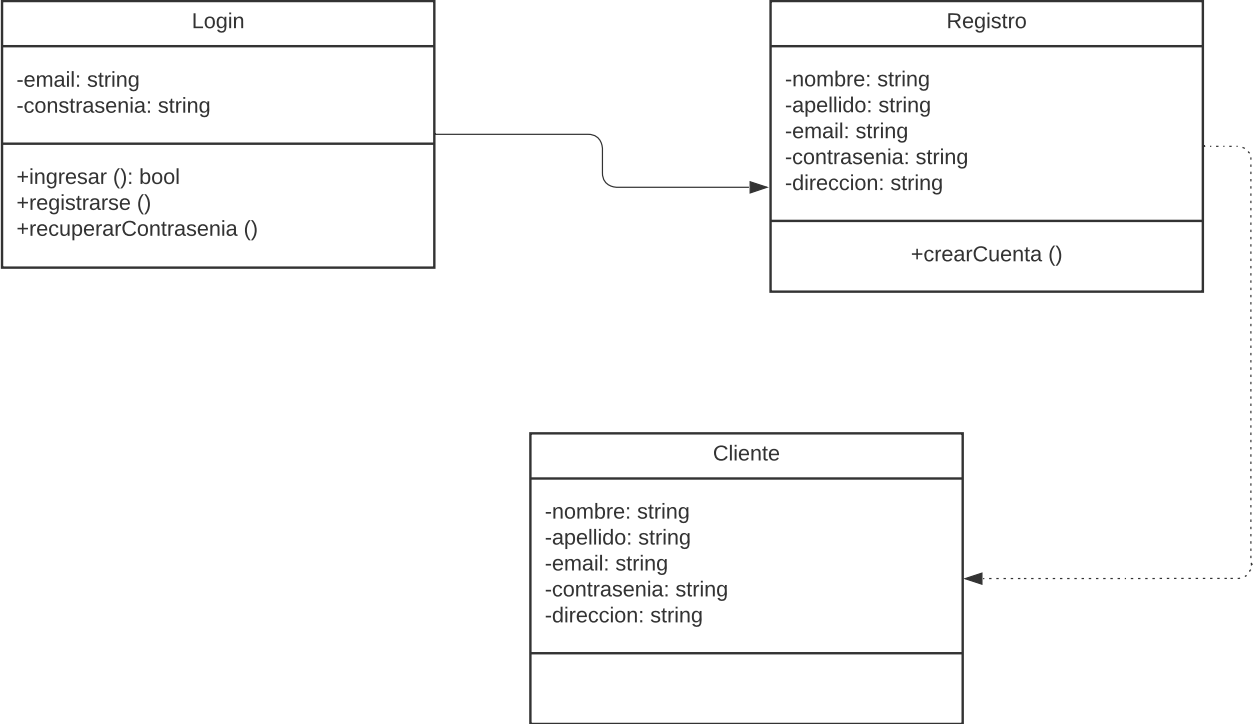 Login
-email: string
-constrasenia: string
+ingresar (): bool
+registrarse ()
+recuperarContrasenia ()
Registro
-nombre: string
-apellido: string
-email: string
-contrasenia: string
-direccion: string
+crearCuenta ()
Cliente
-nombre: string
-apellido: string
-email: string
-contrasenia: string
-direccion: string